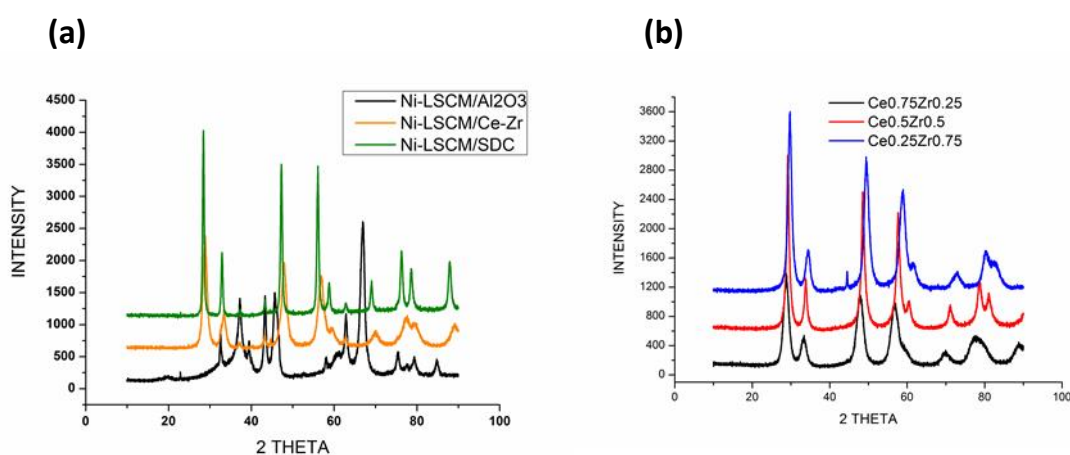 (a)
(b)
4500
4000
3500
3000
2500
2000
1500
1000
500
0
INTENSITY
Ni-LSCM/Al2O3
Ni-LSCM/Ce-Zr
Ni-LSCM/SDC
0 20 40 60 80 100
2 THETA
3600
3200
2800
2400
2000
1600
1200
800
400
0
INTENSITY
Ce0.75Zr0.25
Ce0.5Zr0.5
Ce0.25Zr0.75
0 20 40 60 80 100
2 THETA